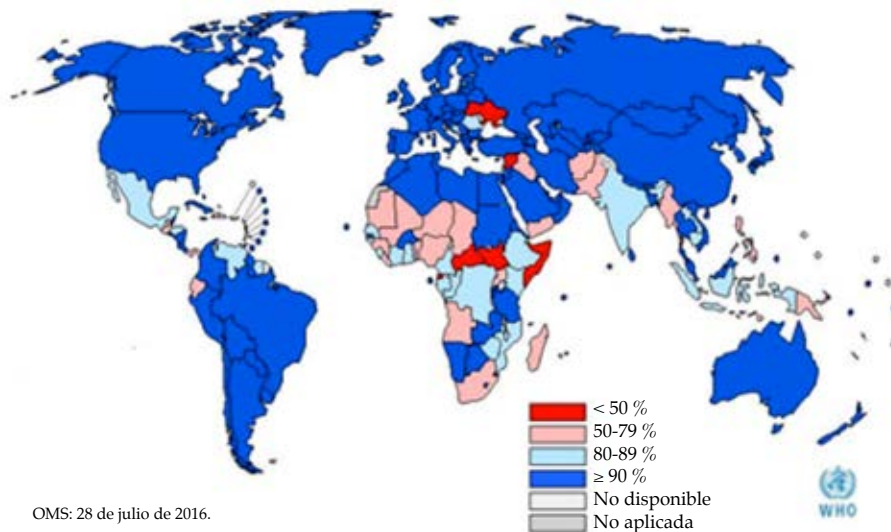 < 50 %
50-79 %
80-89 %
≥ 90 %
No disponible
No aplicada
OMS: 28 de julio de 2016.
WHO